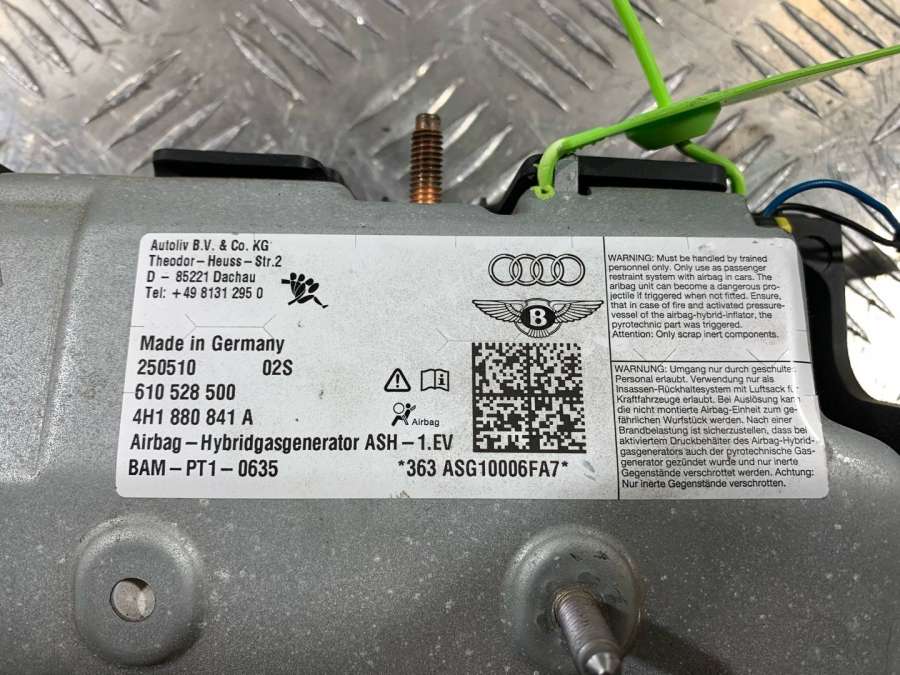 Autoliv B.V. & Co. KG
Theodor-Heuss-Str.2
D - 85221 Dachau
Tel: +49 8131 295 0
Made in Germany
250510 02S
610 528 500
4H1 880 841 A
Airbag-Hybridgasgenerator ASH-1.EV
BAM-PT1-0635
*363 ASG10006FA7*
Airbag
B
WARNING: Must be handled by trained
personnel only. Only use as passenger
restraint system with airbag in cars. The
airbag unit can become a dangerous pro-
jectile if triggered when not fitted. Ensure,
that in case of fire and activated pressure-
vessel of the airbag-hybrid-inflator, the
pyrotechnic part was triggered.
Attention: Only scrap inert components.
WARNUNG: Umgang nur durch geschultes
Personal erlaubt. Verwendung nur als
Insassen-Rückhaltesystem mit Luftsack für
Kraftfahrzeuge erlaubt. Bei Auslösung kann
die nicht montierte Airbag-Einheit zum ge-
fährlichen Wurfstück werden. Nach einer
Brandbelastung ist sicherzustellen, dass bei
aktiviertem Druckbehälter des Airbag-Hybrid-
gasgenerators auch der pyrotechnische Gas-
generator gezündet wurde und somit inerte
Gegenstände verschrottet werden. Achtung:
Nur inerte Gegenstände verschrotten.